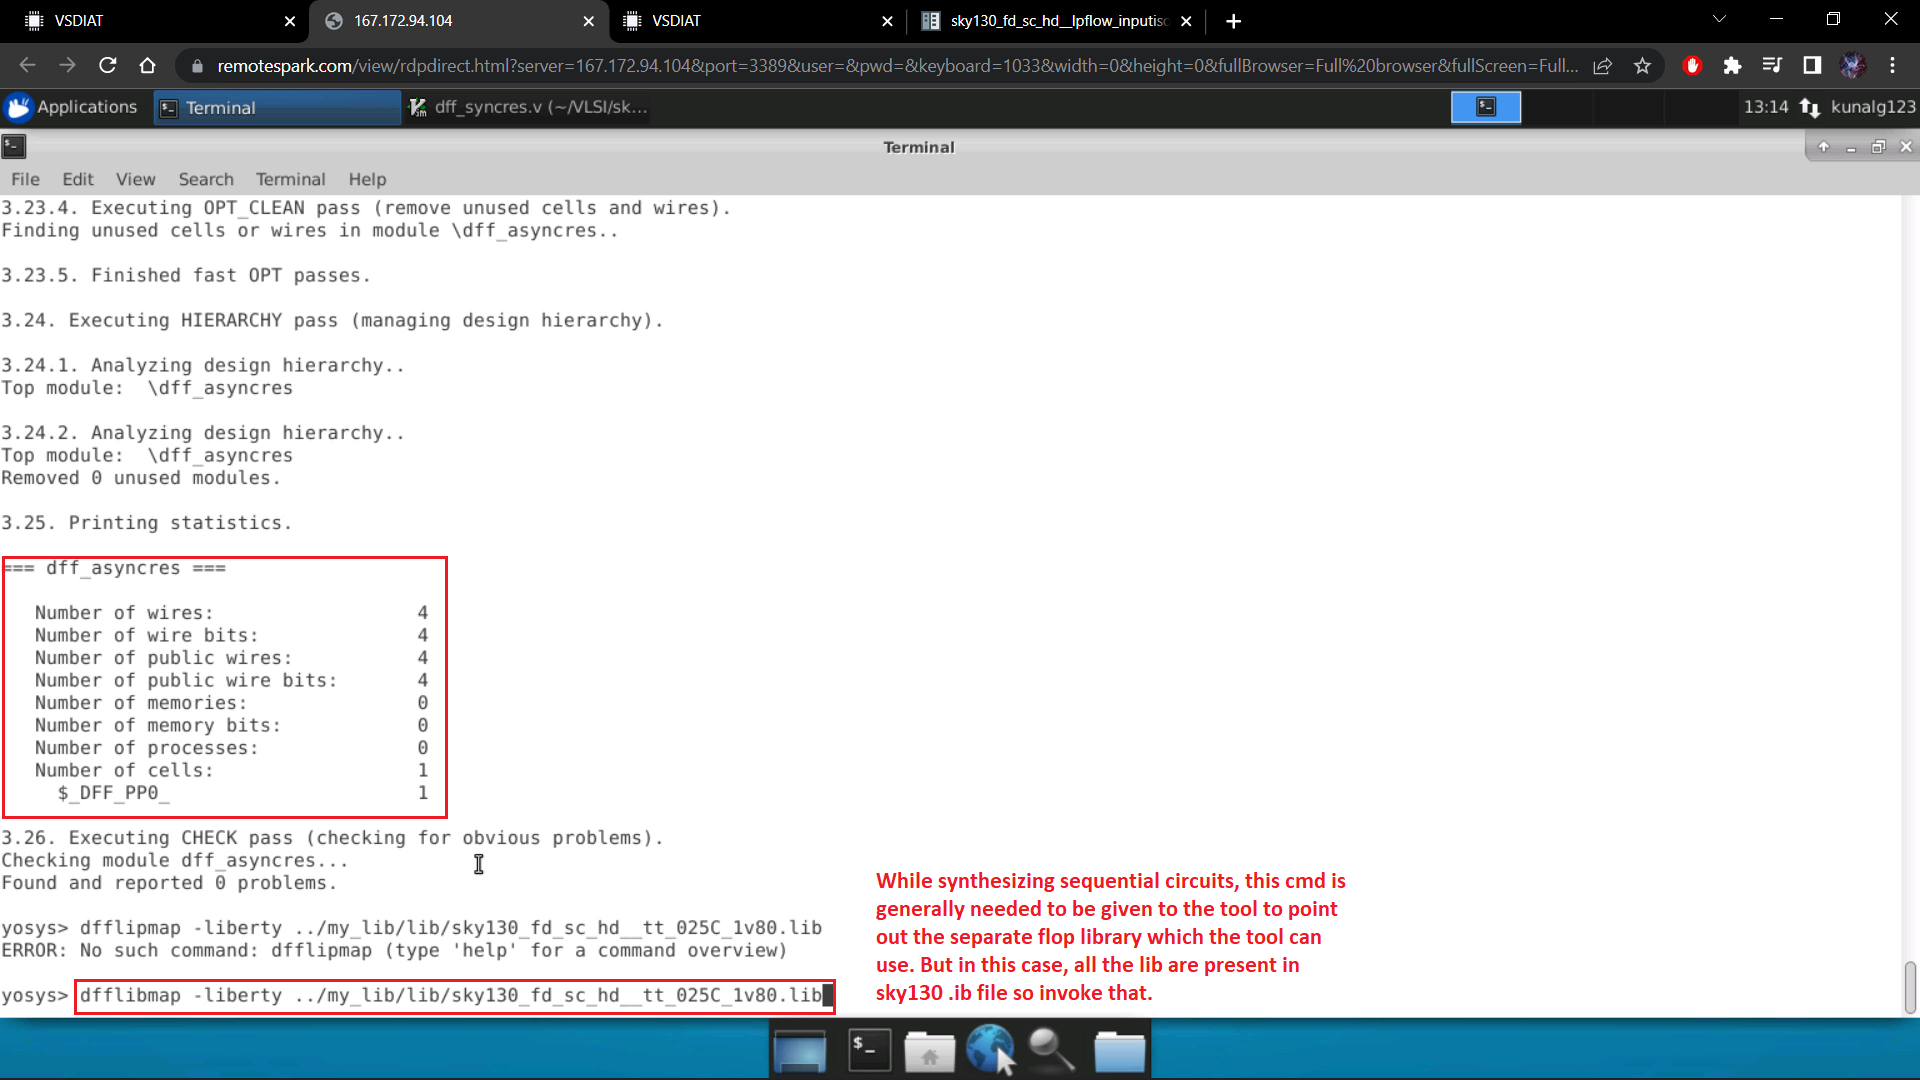 VSDIAT
167.172.94.104
VSDIAT
sky130_fd_sc_hd__lpflow_inputiso
remotespark.com/view/rdpdirect.html?server=167.172.94.104&port=3389&user=&pwd=&keyboard=1033&width=0&height=0&fullBrowser=Full%20browser&fullScreen=Full...
Applications
Terminal
dff_syncres.v (~/VLSI/sk...
13:14
kunalg123
Terminal
File Edit View Search Terminal Help
3.23.4. Executing OPT_CLEAN pass (remove unused cells and wires).
Finding unused cells or wires in module \dff_asyncres..
3.23.5. Finished fast OPT passes.
3.24. Executing HIERARCHY pass (managing design hierarchy).
3.24.1. Analyzing design hierarchy..
Top module:  \dff_asyncres
3.24.2. Analyzing design hierarchy..
Top module:  \dff_asyncres
Removed 0 unused modules.
3.25. Printing statistics.
=== dff_asyncres ===
Number of wires: 4
Number of wire bits: 4
Number of public wires: 4
Number of public wire bits: 4
Number of memories: 0
Number of memory bits: 0
Number of processes: 0
Number of cells: 1
$_DFF_PP0_ 1
3.26. Executing CHECK pass (checking for obvious problems).
Checking module dff_asyncres...
Found and reported 0 problems.
yosys> dfflipmap -liberty ../my_lib/lib/sky130_fd_sc_hd__tt_025C_1v80.lib
ERROR: No such command: dfflipmap (type 'help' for a command overview)
yosys> dfflibmap -liberty ../my_lib/lib/sky130_fd_sc_hd__tt_025C_1v80.lib
While synthesizing sequential circuits, this cmd is
generally needed to be given to the tool to point
out the separate flop library which the tool can
use. But in this case, all the lib are present in
sky130 .ib file so invoke that.